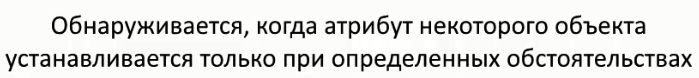 Обнаруживается, когда атрибут некоторого объекта
устанавливается только при определенных обстоятельствах